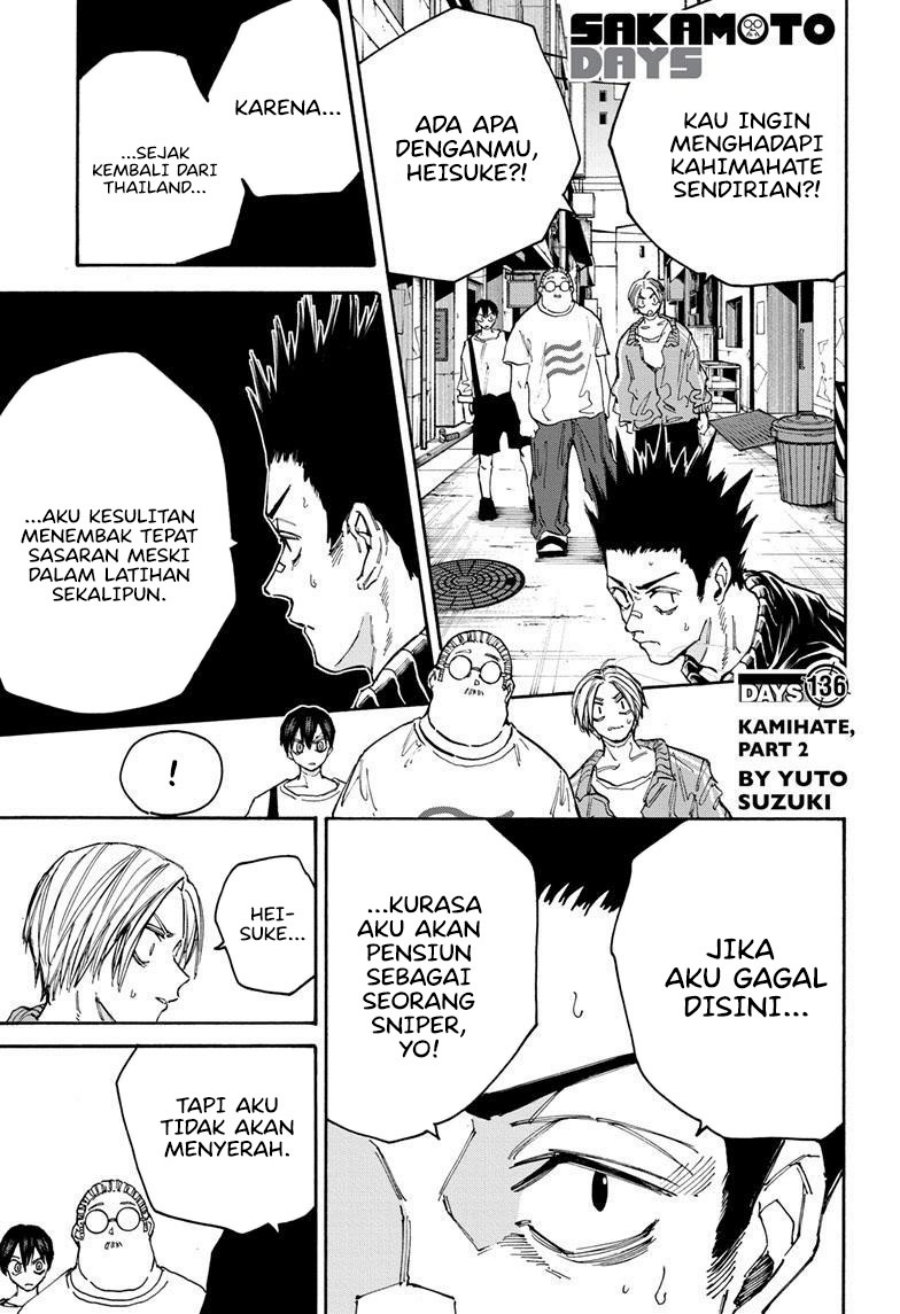 SAKAMOTO
DAYS
KAU INGIN
MENGHADAPI
KAHIMAHATE
SENDIRIAN?!
ADA APA
DENGANMU,
HEISUKE?!
KARENA...
...SEJAK
KEMBALI DARI
THAILAND...
...AKU KESULITAN
MENEMBAK TEPAT
SASARAN MESKI
DALAM LATIHAN
SEKALIPUN.
DAYS 136
KAMIHATE,
PART 2
BY YUTO
SUZUKI
!
JIKA
AKU GAGAL
DISINI...
...KURASA
AKU AKAN
PENSIUN
SEBAGAI
SEORANG
SNIPER,
YO!
HEI-
SUKE...
TAPI AKU
TIDAK AKAN
MENYERAH.